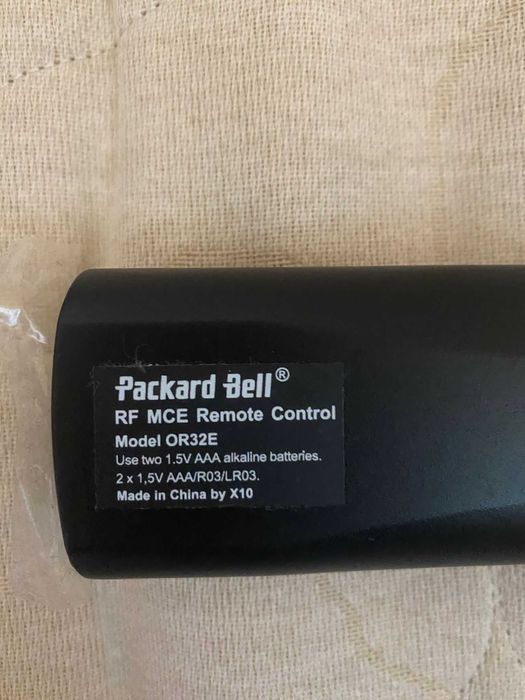 Packard Bell®
RF MCE Remote Control
Model OR32E
Use two 1.5V AAA alkaline batteries.
2 x 1,5V AAA/R03/LR03.
Made in China by X10